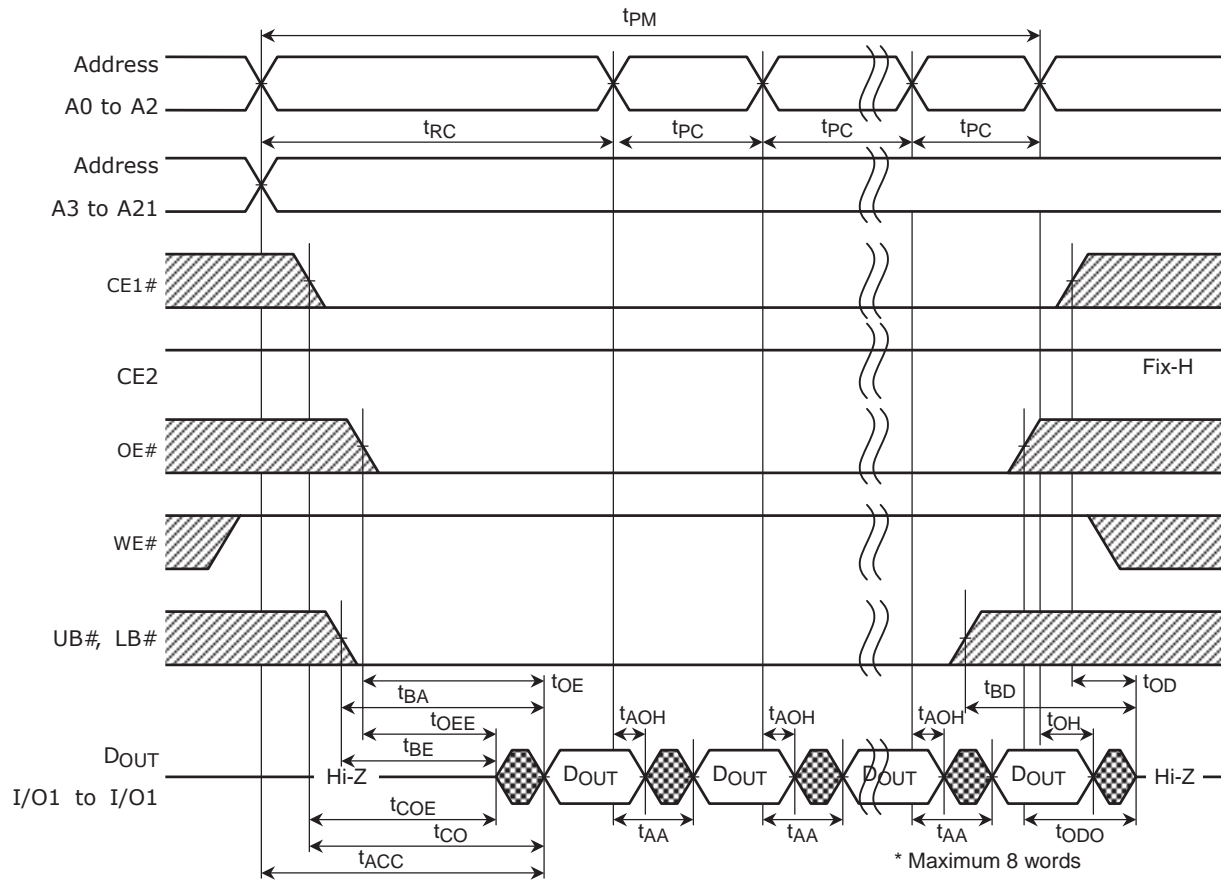 tPM
Address
A0 to A2
tRC
tPC
tPC
tPC
Address
A3 to A21
CE1#
CE2
Fix-H
OE#
WE#
UB#, LB#
tOE
tBA
tBD
tOD
tOEE
tAOH
tAOH
tAOH
tOH
tBE
DOUT
I/O1 to I/O1
Hi-Z
DOUT
DOUT
DOUT
DOUT
Hi-Z
tCOE
tCO
tAA
tAA
tAA
tODO
tACC
* Maximum 8 words